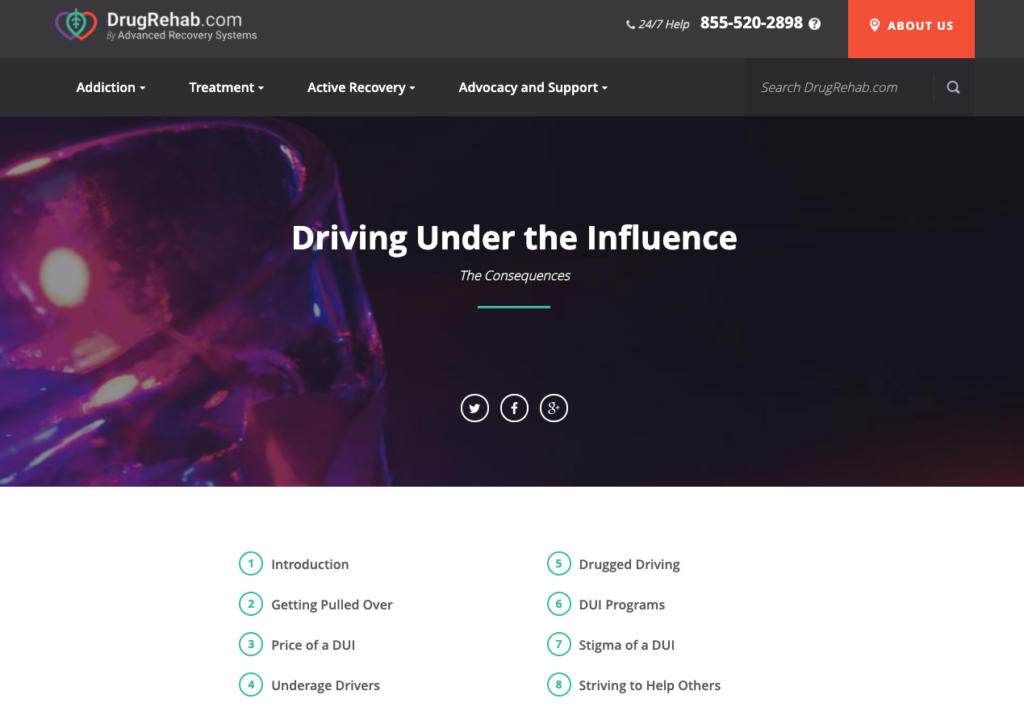 DrugRehab.com
By Advanced Recovery Systems
24/7 Help 855-520-2898 ?
ABOUT US
Addiction
Treatment
Active Recovery
Advocacy and Support
Search DrugRehab.com
Driving Under the Influence
The Consequences
1 Introduction
2 Getting Pulled Over
3 Price of a DUI
4 Underage Drivers
5 Drugged Driving
6 DUI Programs
7 Stigma of a DUI
8 Striving to Help Others